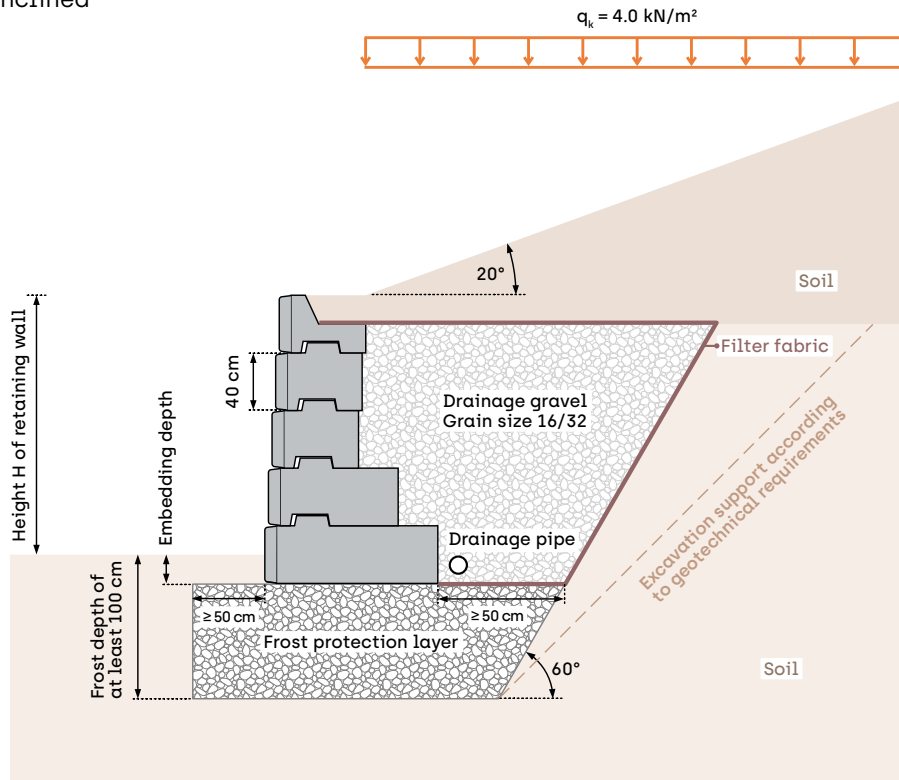 inclined
qk = 4.0 kN/m²
20°
Soil
Filter fabric
Height H of retaining wall
40 cm
Embedding depth
Drainage gravel
Grain size 16/32
Excavation support according
to geotechnical requirements
Drainage pipe
Frost depth of
at least 100 cm
≥ 50 cm
≥ 50 cm
Frost protection layer
60°
Soil